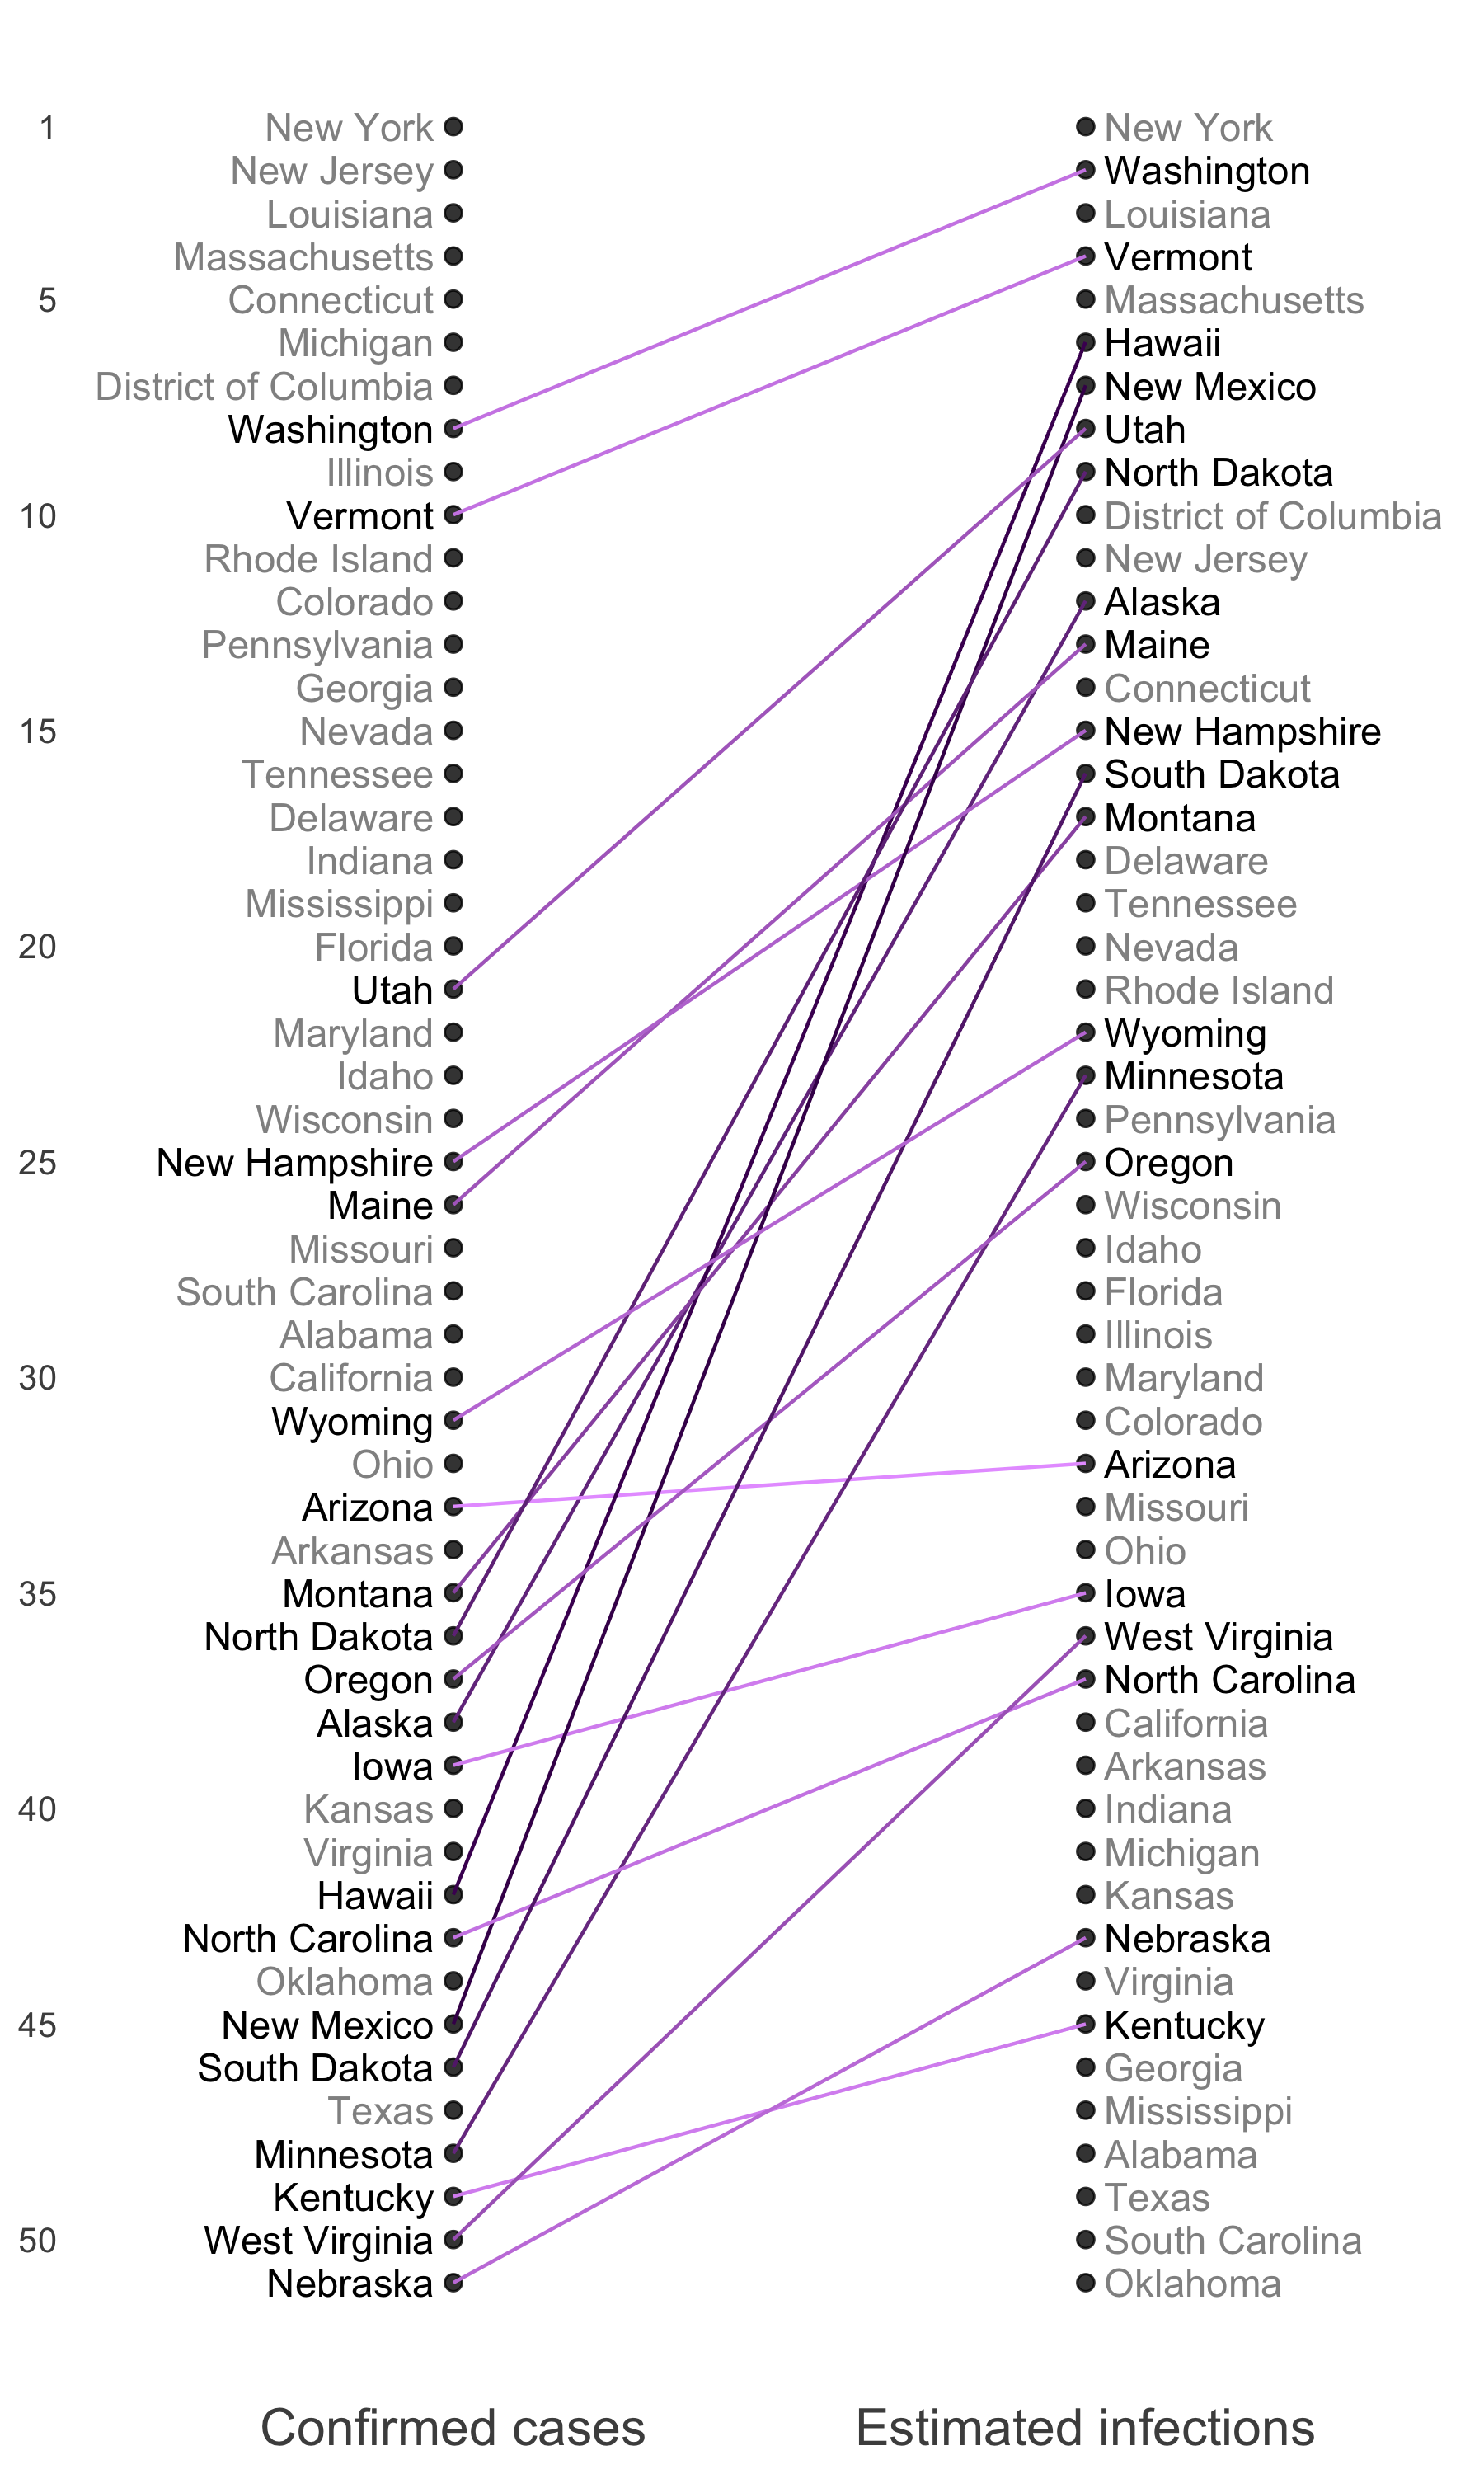 1 New York New York
New Jersey Washington
Louisiana Louisiana
Massachusetts Vermont
5 Connecticut Massachusetts
Michigan Hawaii
District of Columbia New Mexico
Washington Utah
Illinois North Dakota
10 Vermont District of Columbia
Rhode Island New Jersey
Colorado Alaska
Pennsylvania Maine
Georgia Connecticut
15 Nevada New Hampshire
Tennessee South Dakota
Delaware Montana
Indiana Delaware
Mississippi Tennessee
20 Florida Nevada
Utah Rhode Island
Maryland Wyoming
Idaho Minnesota
Wisconsin Pennsylvania
25 New Hampshire Oregon
Maine Wisconsin
Missouri Idaho
South Carolina Florida
Alabama Illinois
30 California Maryland
Wyoming Colorado
Ohio Arizona
Arizona Missouri
Arkansas Ohio
35 Montana Iowa
North Dakota West Virginia
Oregon North Carolina
Alaska California
Iowa Arkansas
40 Kansas Indiana
Virginia Michigan
Hawaii Kansas
North Carolina Nebraska
Oklahoma Virginia
45 New Mexico Kentucky
South Dakota Georgia
Texas Mississippi
Minnesota Alabama
Kentucky Texas
50 West Virginia South Carolina
Nebraska Oklahoma
Confirmed cases Estimated infections